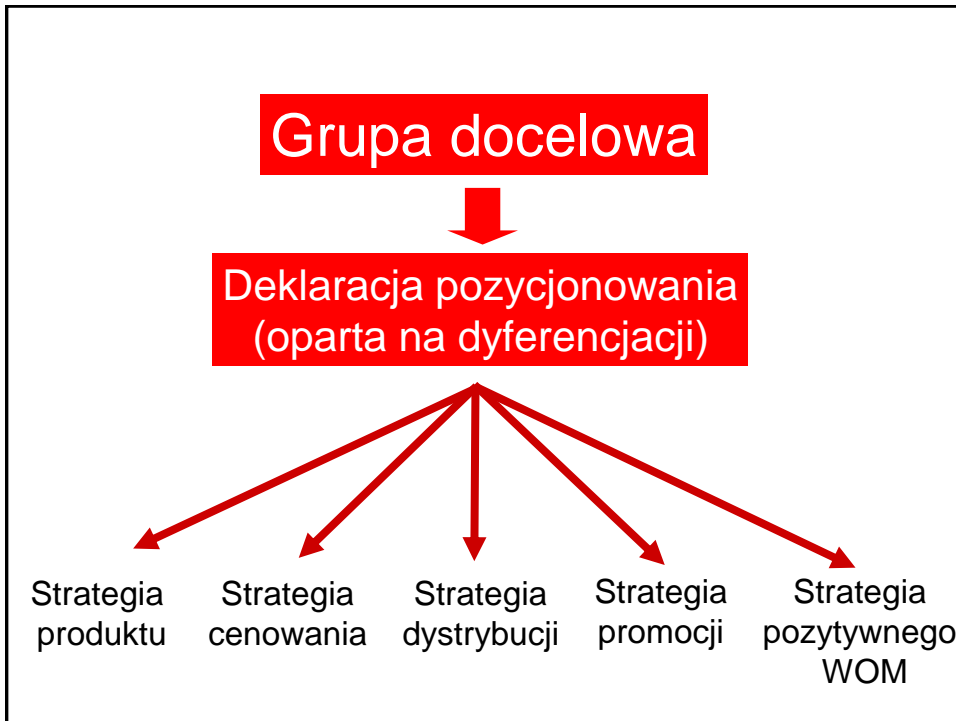 Grupa docelowa
Deklaracja pozycjonowania
(oparta na dyferencjacji)
Strategia
produktu
Strategia
cenowania
Strategia
dystrybucji
Strategia
promocji
Strategia
pozytywnego
WOM